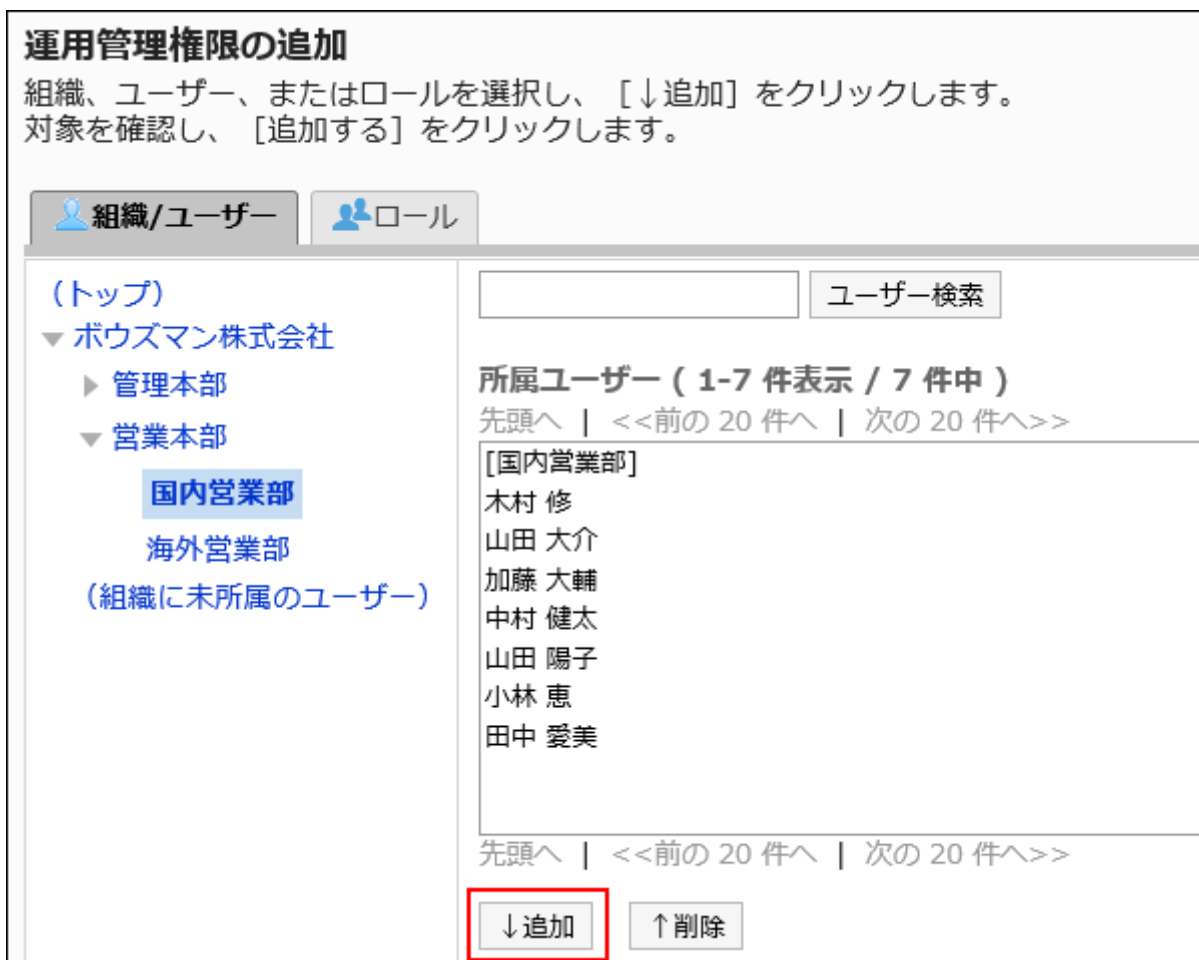 運用管理権限の追加
組織、ユーザー、またはロールを選択し、 [↓追加] をクリックします。
対象を確認し、 [追加する] をクリックします。
組織/ユーザー ロール
(トップ)
ボウズマン株式会社
管理本部
営業本部
国内営業部
海外営業部
(組織に未所属のユーザー)
ユーザー検索
所属ユーザー ( 1-7 件表示 / 7 件中 )
先頭へ | <<前の 20 件へ | 次の 20 件へ>>
[国内営業部]
木村 修
山田 大介
加藤 大輔
中村 健太
山田 陽子
小林 恵
田中 愛美
先頭へ | <<前の 20 件へ | 次の 20 件へ>>
↓追加 ↑削除